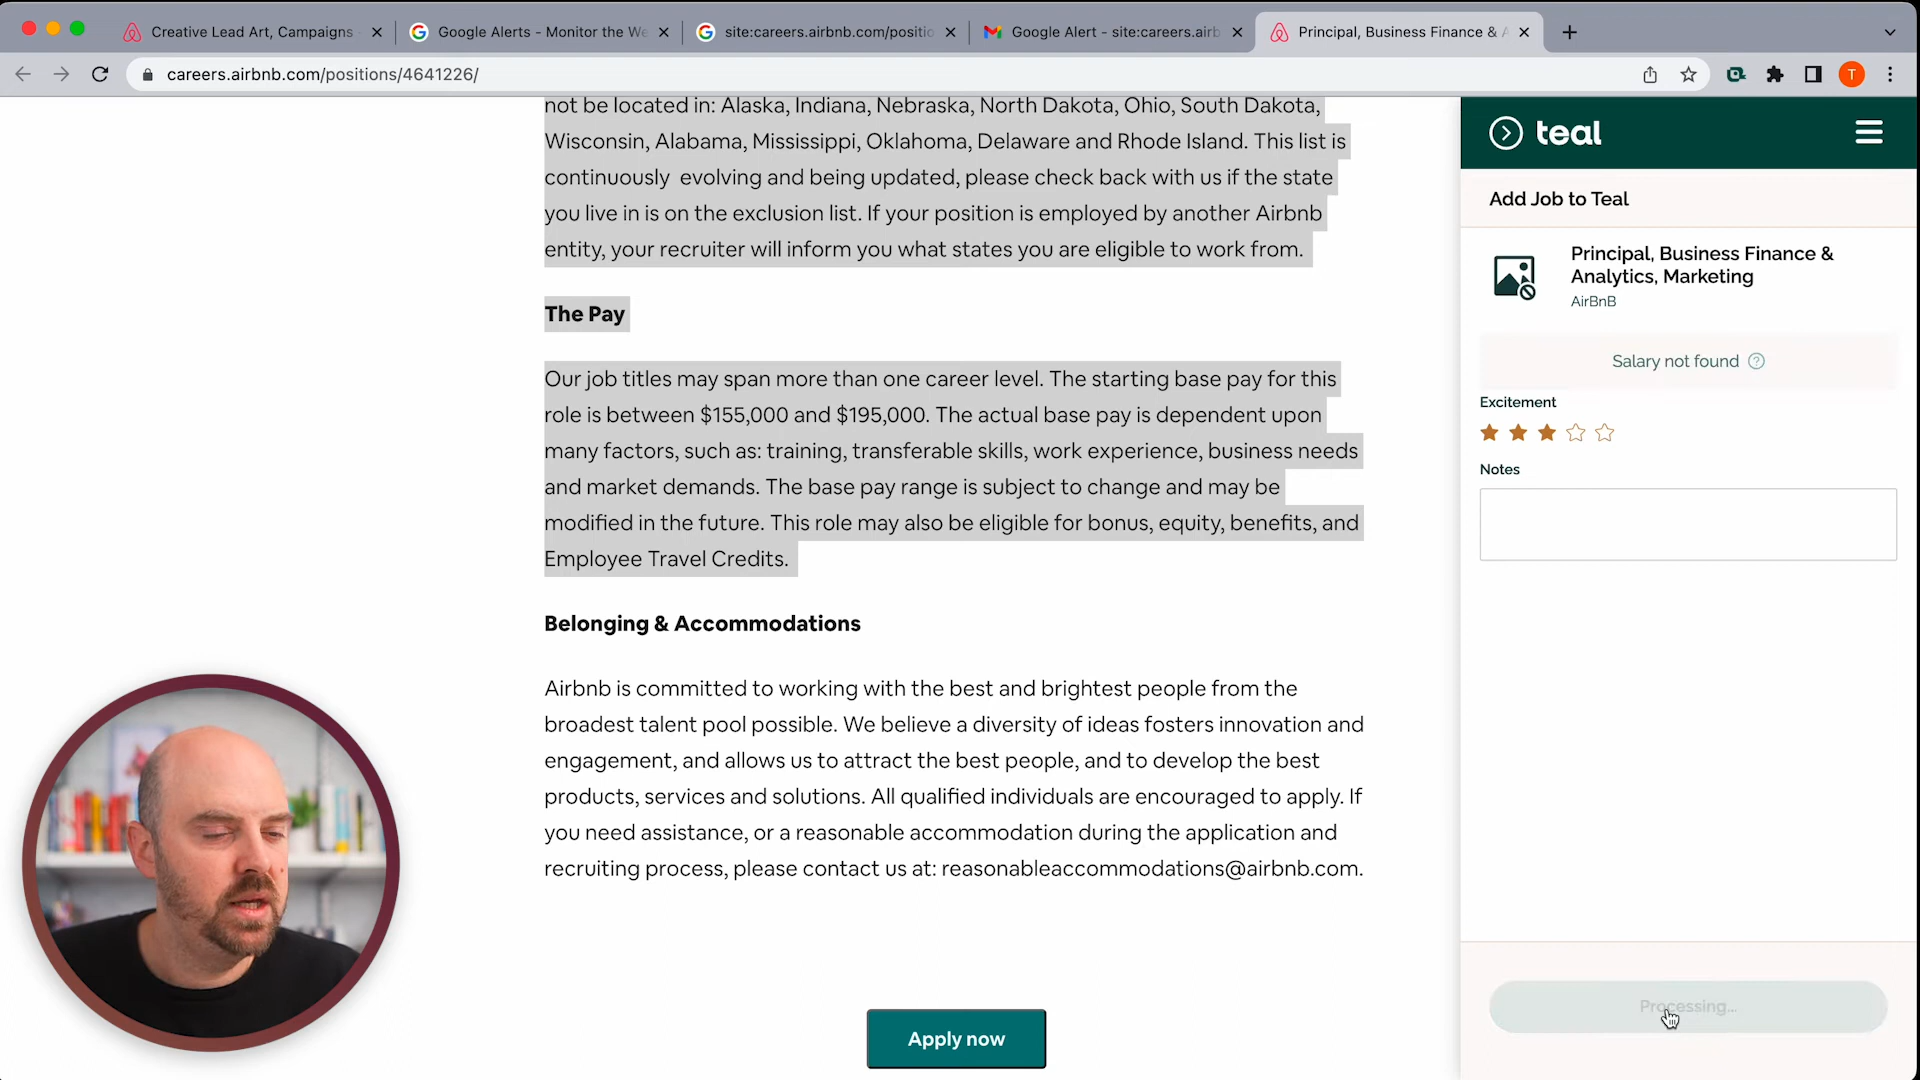 Creative Lead Art, Campaigns
Google Alerts - Monitor the We
site:careers.airbnb.com/positio
Google Alert - site:careers.airb
Principal, Business Finance & A
careers.airbnb.com/positions/4641226/
T
not be located in: Alaska, Indiana, Nebraska, North Dakota, Ohio, South Dakota,
Wisconsin, Alabama, Mississippi, Oklahoma, Delaware and Rhode Island. This list is
continuously evolving and being updated, please check back with us if the state
you live in is on the exclusion list. If your position is employed by another Airbnb
entity, your recruiter will inform you what states you are eligible to work from.
The Pay
Our job titles may span more than one career level. The starting base pay for this
role is between $155,000 and $195,000. The actual base pay is dependent upon
many factors, such as: training, transferable skills, work experience, business needs
and market demands. The base pay range is subject to change and may be
modified in the future. This role may also be eligible for bonus, equity, benefits, and
Employee Travel Credits.
Belonging & Accommodations
Airbnb is committed to working with the best and brightest people from the
broadest talent pool possible. We believe a diversity of ideas fosters innovation and
engagement, and allows us to attract the best people, and to develop the best
products, services and solutions. All qualified individuals are encouraged to apply. If
you need assistance, or a reasonable accommodation during the application and
recruiting process, please contact us at: reasonableaccommodations@airbnb.com.
Apply now
teal
Add Job to Teal
Principal, Business Finance &
Analytics, Marketing
AirBnB
Salary not found ?
Excitement
Notes
Processing...